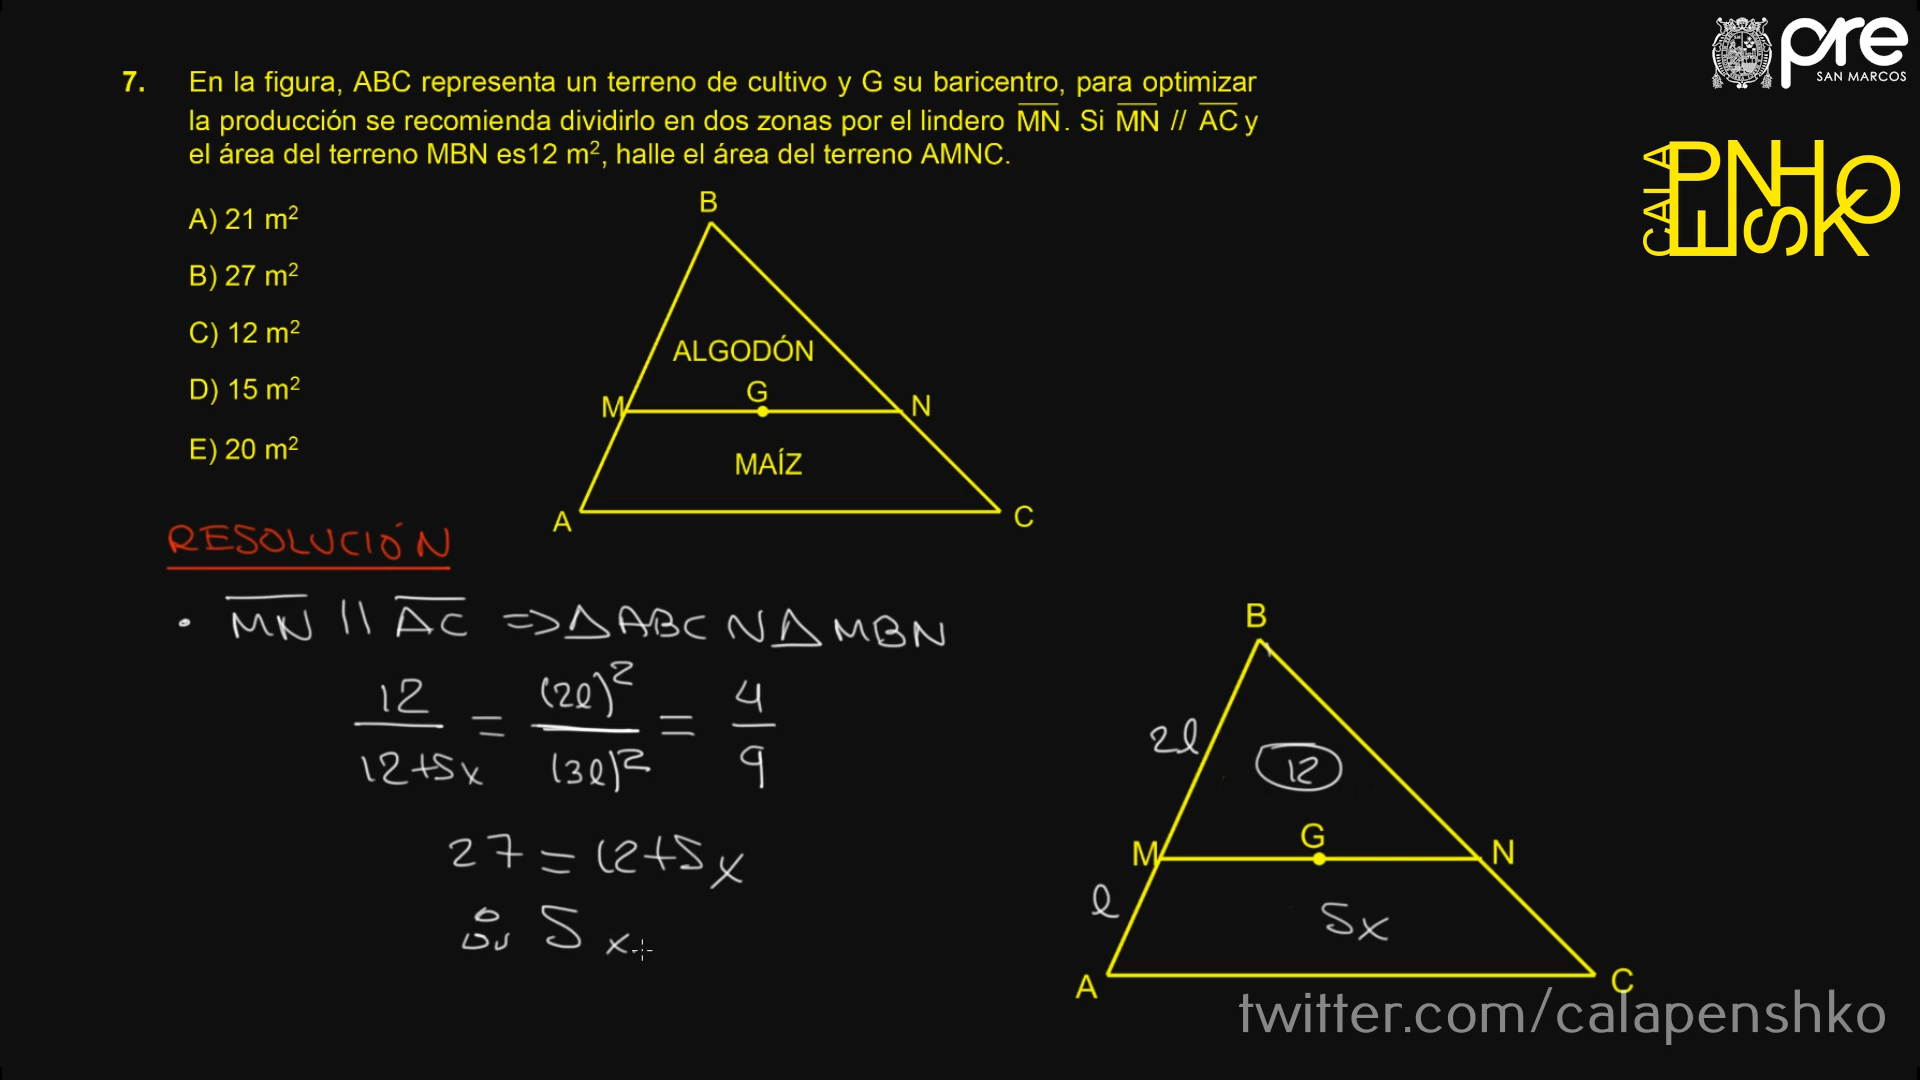 pre
SAN MARCOS
CALA
PENHO
ESK
7. En la figura, ABC representa un terreno de cultivo y G su baricentro, para optimizar
la producción se recomienda dividirlo en dos zonas por el lindero MN. Si MN // AC y
el área del terreno MBN es12 m², halle el área del terreno AMNC.
A) 21 m²
B) 27 m²
C) 12 m²
D) 15 m²
E) 20 m²
B
ALGODÓN
G
M
N
MAÍZ
A
C
RESOLUCIÓN
• MN // AC => △ABC ~ △MBN
12/(12+5x) = (2l)²/(3l)² = 4/9
27 = 12+5x
∴ Sx
B
2l
12
M
G
N
l
Sx
A
C
twitter.com/calapenshko